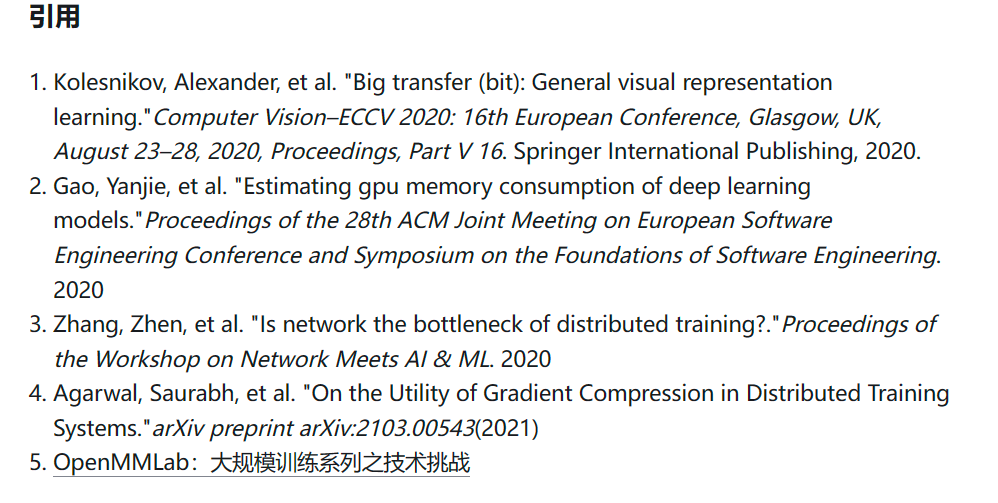 引用
1. Kolesnikov, Alexander, et al. "Big transfer (bit): General visual representation
learning."Computer Vision–ECCV 2020: 16th European Conference, Glasgow, UK,
August 23–28, 2020, Proceedings, Part V 16. Springer International Publishing, 2020.
2. Gao, Yanjie, et al. "Estimating gpu memory consumption of deep learning
models."Proceedings of the 28th ACM Joint Meeting on European Software
Engineering Conference and Symposium on the Foundations of Software Engineering.
2020
3. Zhang, Zhen, et al. "Is network the bottleneck of distributed training?."Proceedings of
the Workshop on Network Meets AI & ML. 2020
4. Agarwal, Saurabh, et al. "On the Utility of Gradient Compression in Distributed Training
Systems."arXiv preprint arXiv:2103.00543(2021)
5. OpenMMLab：大规模训练系列之技术挑战